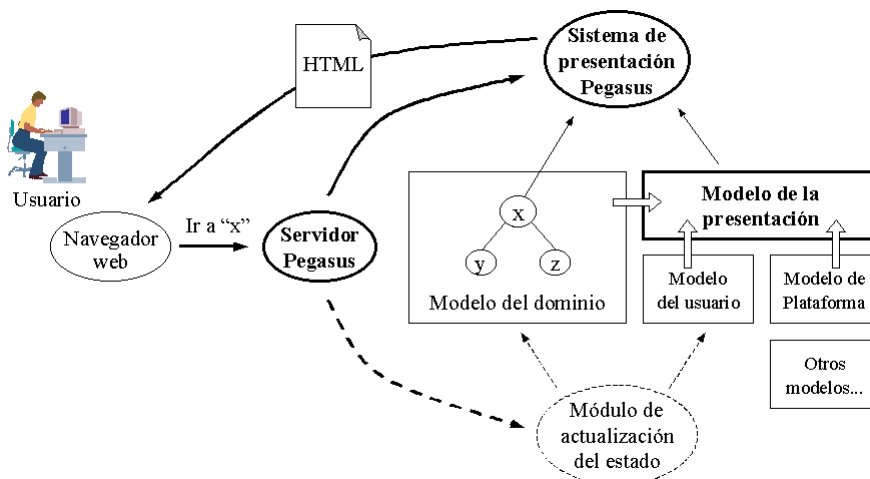 Sistema de
presentación
Pegasus
HTML
Usuario
Navegador
web
Ir a “x”
Servidor
Pegasus
x
y
z
Modelo del dominio
Modelo de la
presentación
Modelo
del usuario
Modelo de
Plataforma
Otros
modelos...
Módulo de
actualización
del estado